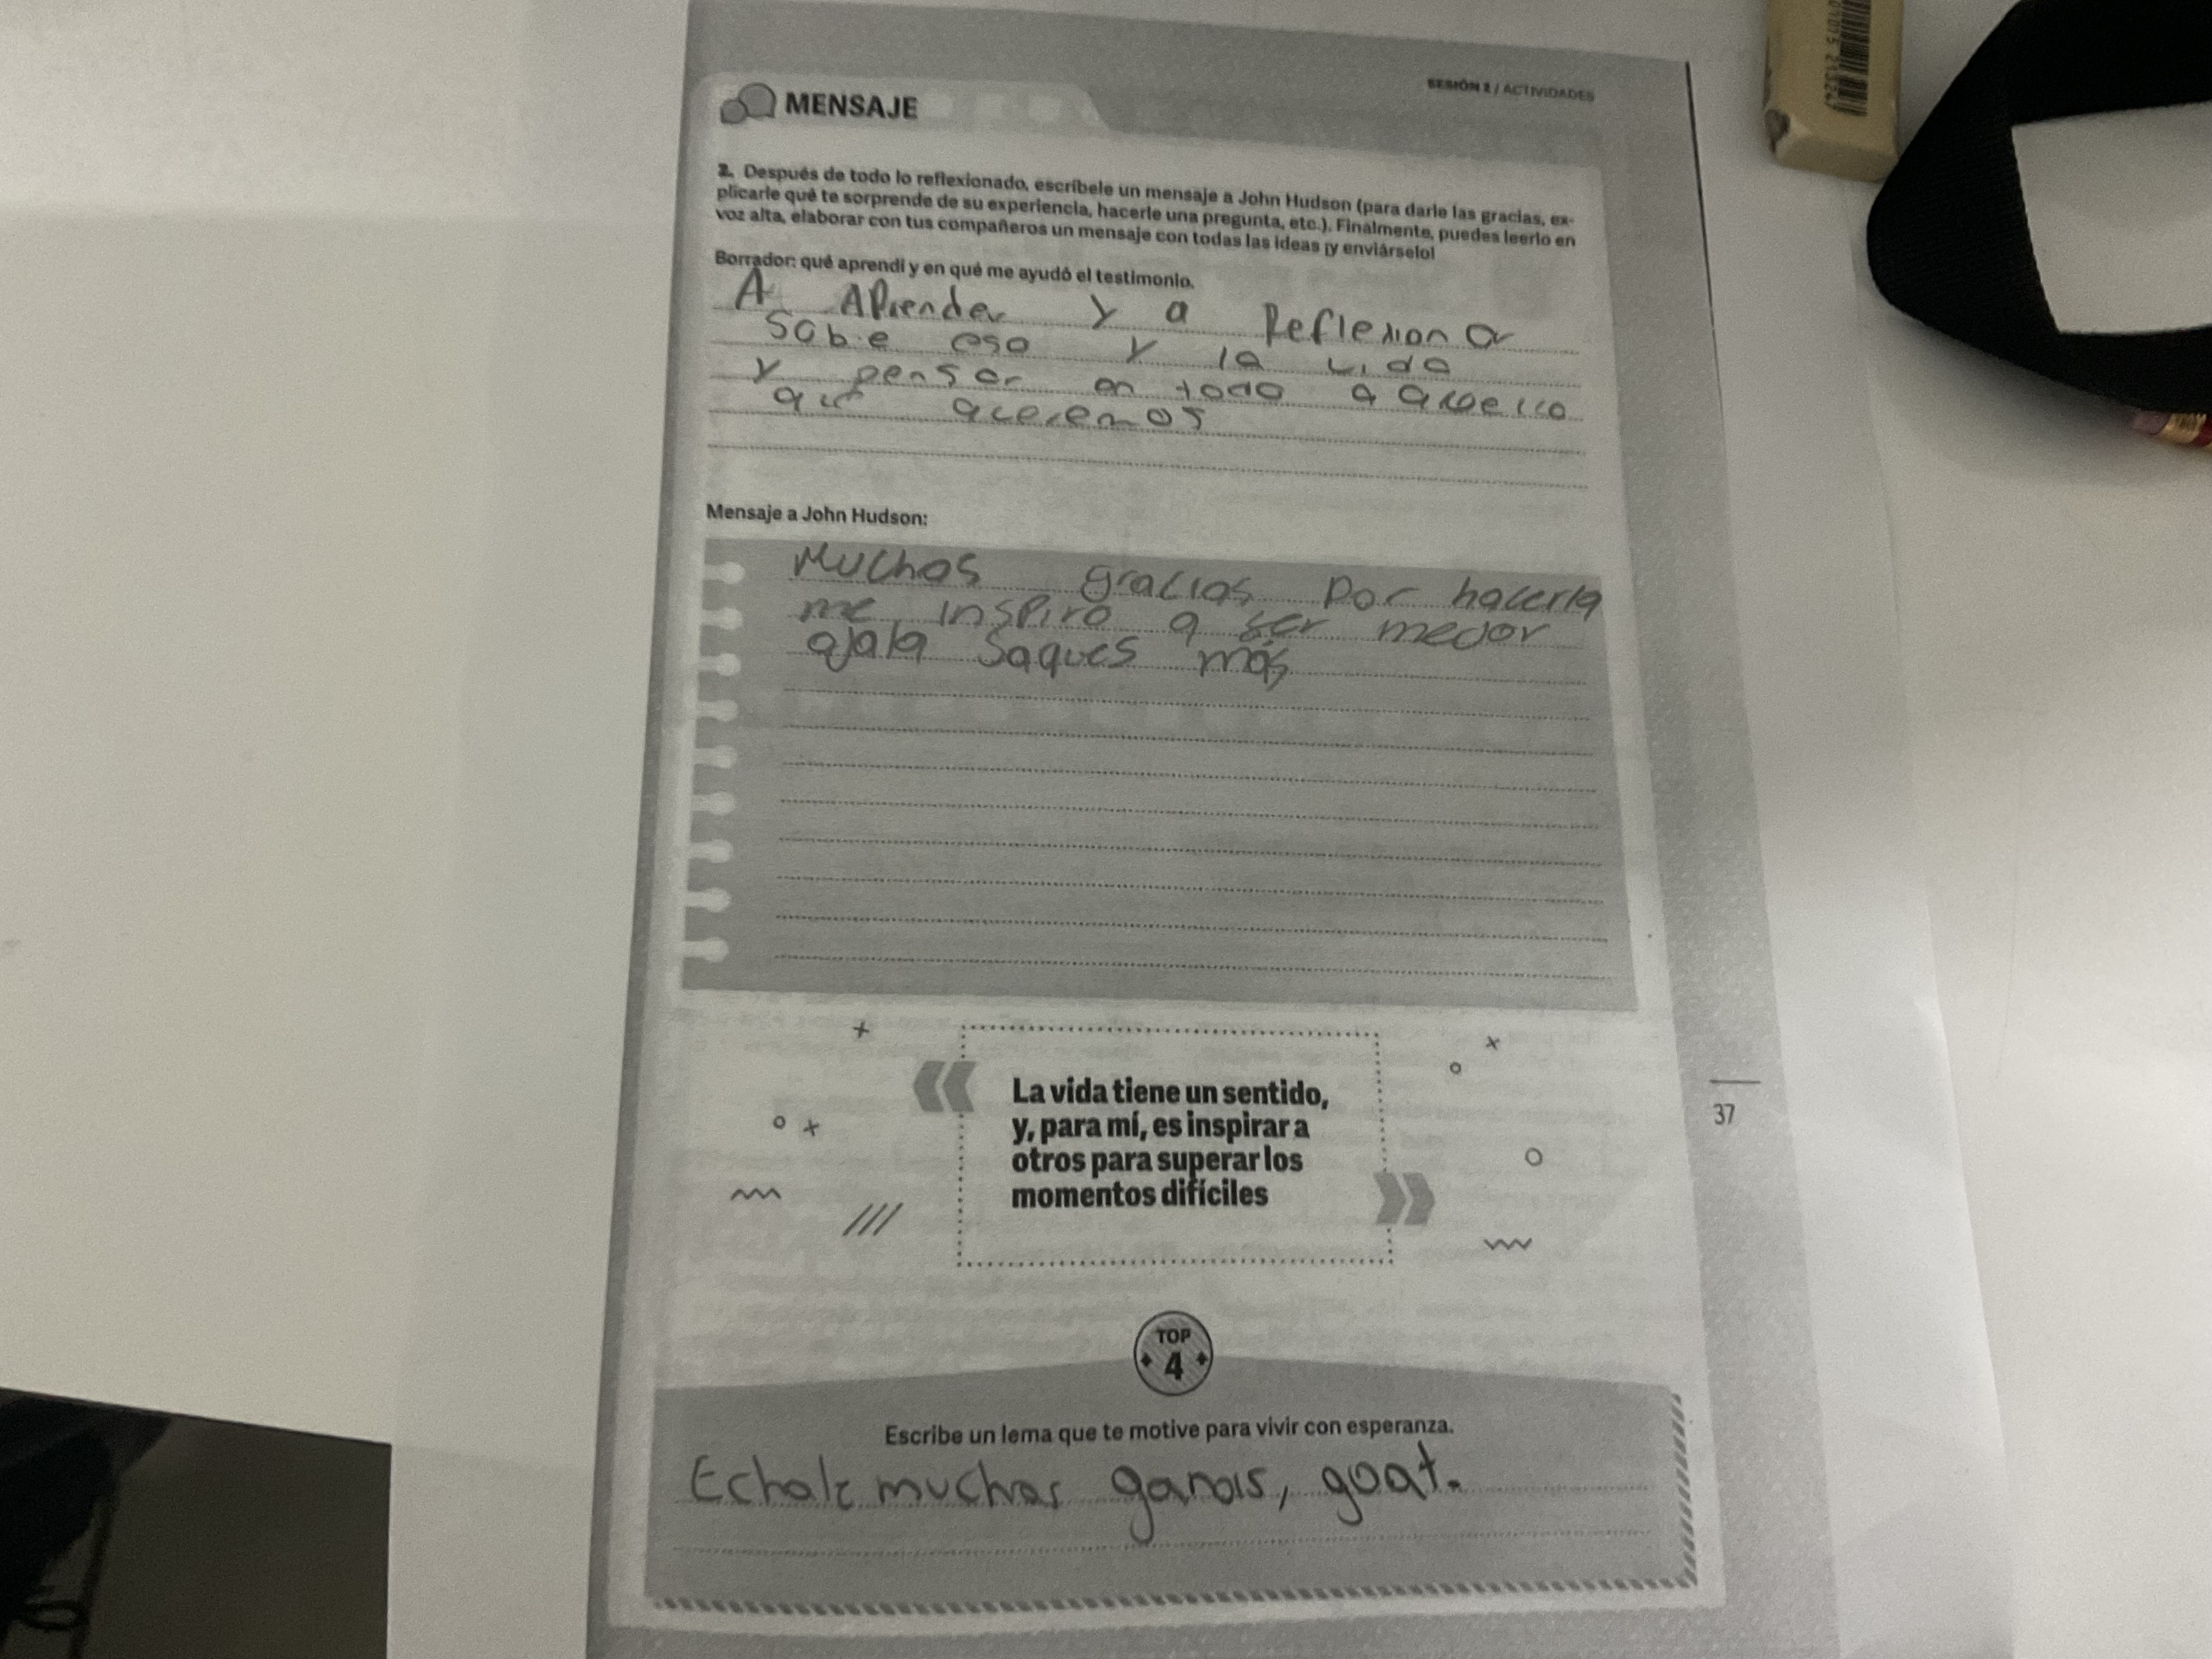 SESIÓN 2 / ACTIVIDADES
MENSAJE
2. Después de todo lo reflexionado, escríbele un mensaje a John Hudson (para darle las gracias, ex-
plicarle qué te sorprende de su experiencia, hacerle una pregunta, etc.). Finalmente, puedes leerlo en
voz alta, elaborar con tus compañeros un mensaje con todas las ideas ¡y enviárselo!
Borrador: qué aprendí y en qué me ayudó el testimonio.
A APrender y a Reflexionar
Sobre eso y la vida
y pensar en todo a aquello
que aceremos
Mensaje a John Hudson:
Muchas gracias por hacerla
me inspiro a ser mejor
ojala saques más
La vida tiene un sentido,
y, para mí, es inspirar a
otros para superar los
momentos difíciles
37
TOP
4
Escribe un lema que te motive para vivir con esperanza.
Echale muchas ganas, goat.